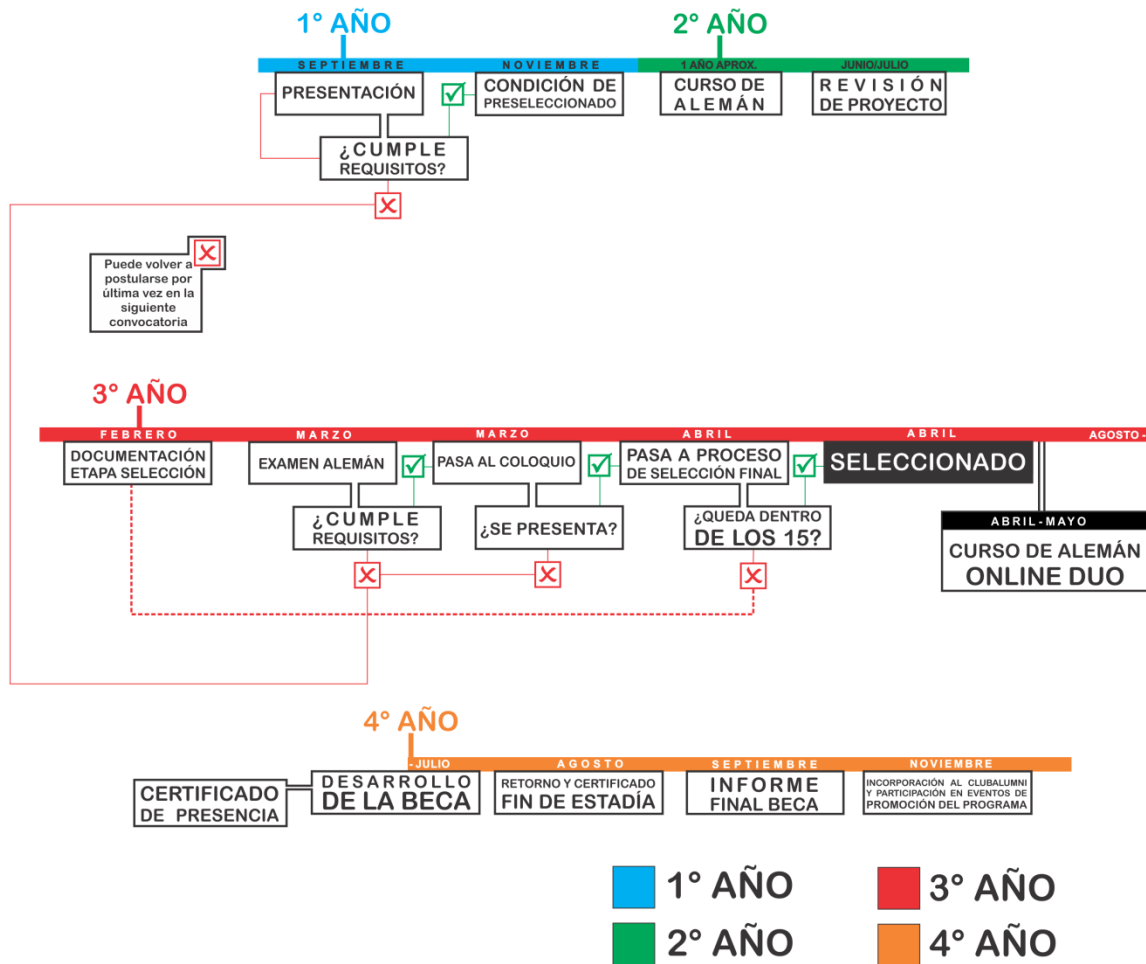 1° AÑO
2° AÑO
SEPTIEMBRE
NOVIEMBRE
1 AÑO APROX.
JUNIO/JULIO
PRESENTACIÓN
CONDICIÓN DE
PRESELECCIONADO
CURSO DE
ALEMÁN
REVISIÓN
DE PROYECTO
¿CUMPLE
REQUISITOS?
Puede volver a
postularse por
última vez en la
siguiente
convocatoria
3° AÑO
FEBRERO
MARZO
MARZO
ABRIL
ABRIL
AGOSTO -
DOCUMENTACIÓN
ETAPA SELECCIÓN
EXAMEN ALEMÁN
PASA AL COLOQUIO
PASA A PROCESO
DE SELECCIÓN FINAL
SELECCIONADO
¿CUMPLE
REQUISITOS?
¿SE PRESENTA?
¿QUEDA DENTRO
DE LOS 15?
ABRIL-MAYO
CURSO DE ALEMÁN
ONLINE DUO
4° AÑO
-JULIO
AGOSTO
SEPTIEMBRE
NOVIEMBRE
CERTIFICADO
DE PRESENCIA
DESARROLLO
DE LA BECA
RETORNO Y CERTIFICADO
FIN DE ESTADÍA
INFORME
FINAL BECA
INCORPORACIÓN AL CLUBALUMNI
Y PARTICIPACIÓN EN EVENTOS DE
PROMOCIÓN DEL PROGRAMA
1° AÑO
3° AÑO
2° AÑO
4° AÑO